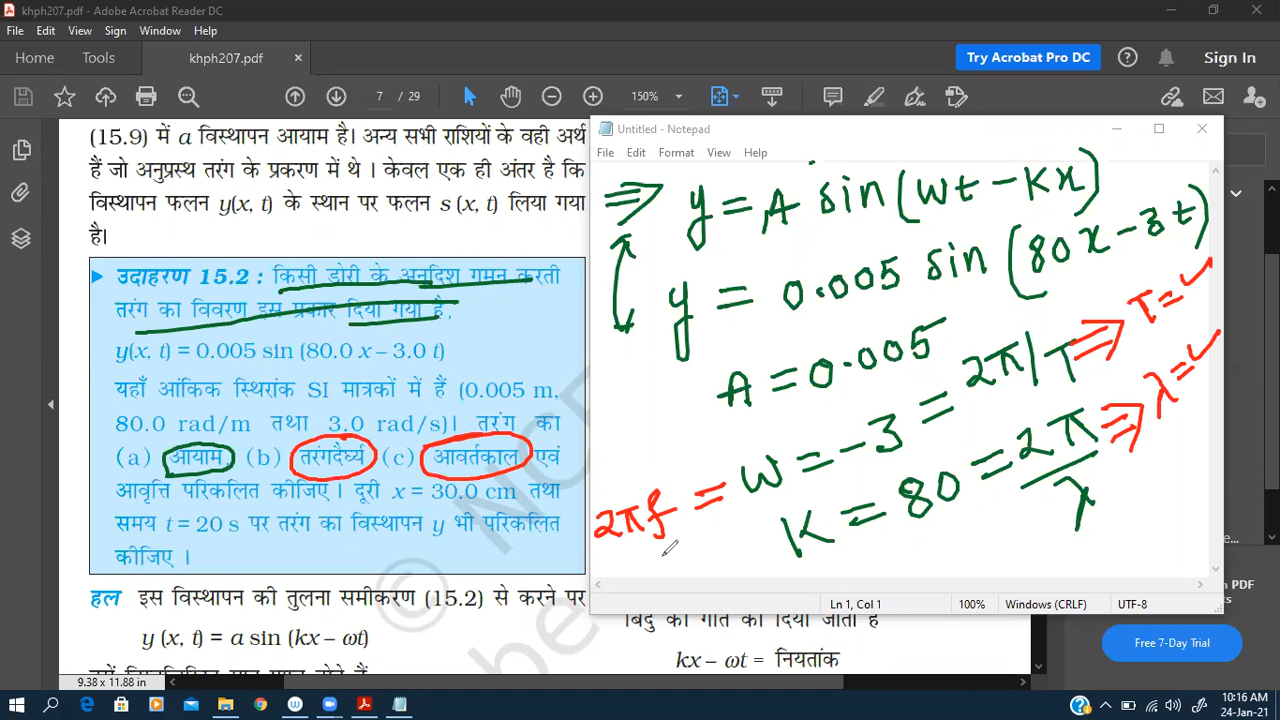 khph207.pdf - Adobe Acrobat Reader DC
File Edit View Sign Window Help
Home Tools khph207.pdf × Try Acrobat Pro DC Sign In
7 / 29 150%
(15.9) में a विस्थापन आयाम है। अन्य सभी राशियों के वही अर्थ
हैं जो अनुप्रस्थ तरंग के प्रकरण में थे । केवल एक ही अंतर है कि
विस्थापन फलन y(x, t) के स्थान पर फलन s (x, t) लिया गया
है।
उदाहरण 15.2 : किसी डोरी के अनुदिश गमन करती
तरंग का विवरण इस प्रकार दिया गया है,
y(x, t) = 0.005 sin (80.0 x – 3.0 t)
यहाँ आंकिक स्थिरांक SI मात्रकों में हैं (0.005 m,
80.0 rad/m तथा 3.0 rad/s)। तरंग का
(a) आयाम, (b) तरंगदैर्घ्य (c) आवर्तकाल एवं
आवृत्ति परिकलित कीजिए। दूरी x = 30.0 cm तथा
समय t = 20 s पर तरंग का विस्थापन y भी परिकलित
कीजिए ।
हल इस विस्थापन की तुलना समीकरण (15.2) से करने पर
y (x, t) = a sin (kx – ωt)
9.38 x 11.88 in
Untitled - Notepad
File Edit Format View Help
⇒ y = A sin (wt – kx)
y = 0.005 sin (80x – 3t)
A = 0.005
2πf = w = –3 = 2π/T ⇒ T = ✓
K = 80 = 2π/λ ⇒ λ = ✓
Ln 1, Col 1 100% Windows (CRLF) UTF-8
बिंदु की गति को दिया जाता है
kx – ωt = नियतांक
PDF
Free 7-Day Trial
10:16 AM
24-Jan-21